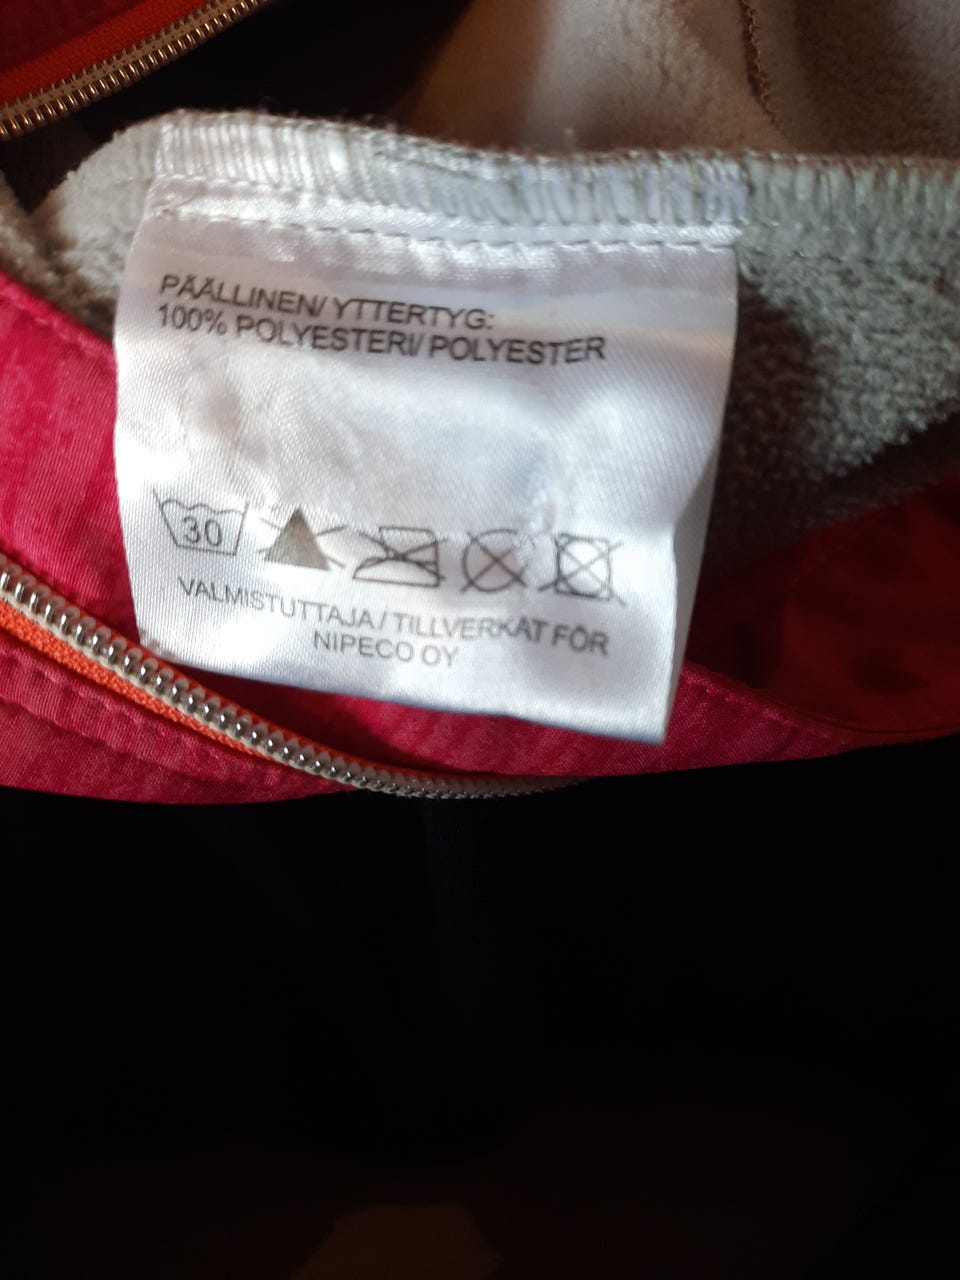 PÄÄLLINEN/YTTERTYG:
100% POLYESTERI/POLYESTER
30
VALMISTUTTAJA/TILLVERKAT FÖR
NIPECO OY